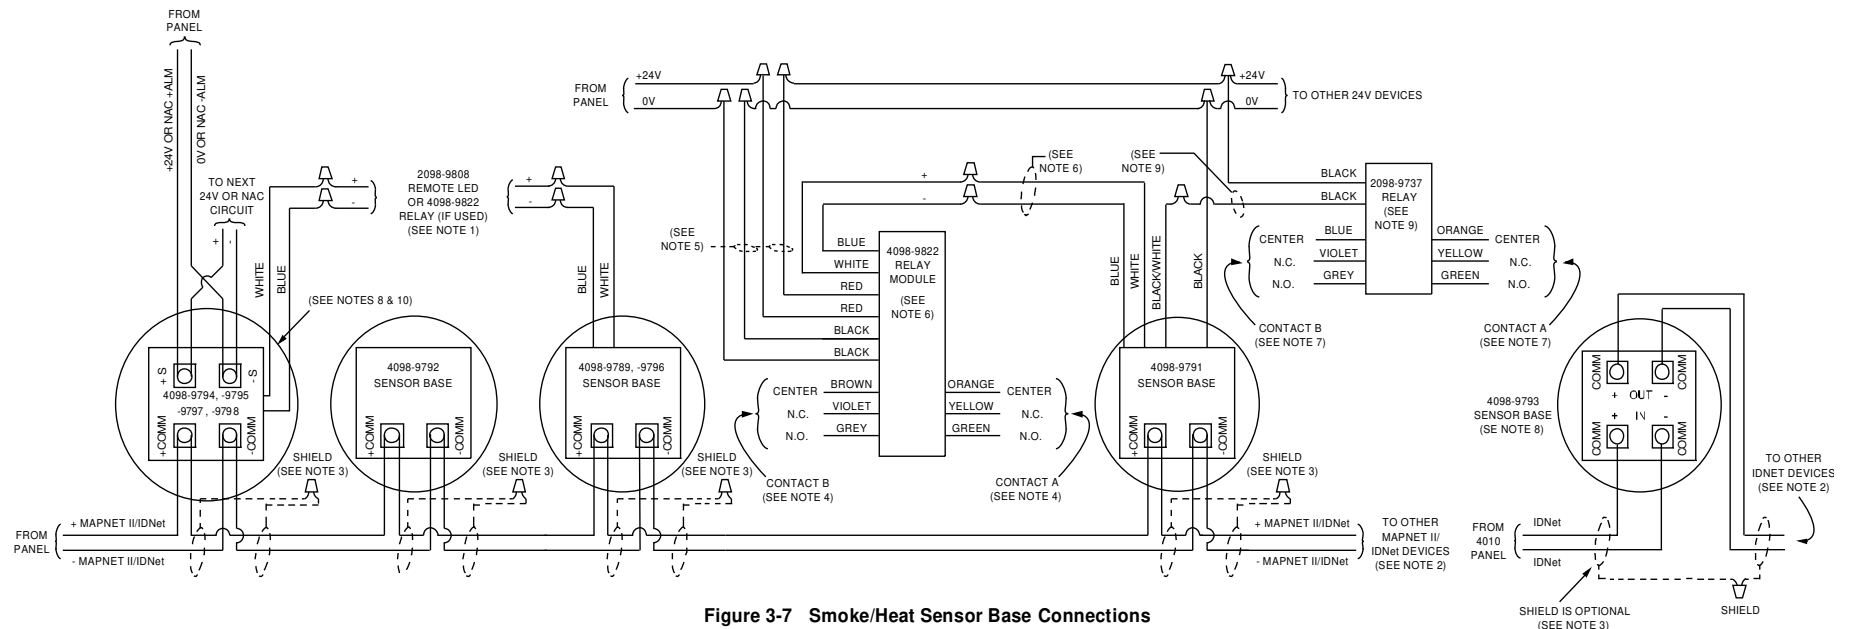 FROM
PANEL
+24V OR NAC +ALM
0V OR NAC -ALM
TO NEXT
24V OR NAC
CIRCUIT
+ -
WHITE
BLUE
+
-
2098-9808
REMOTE LED
OR 4098-9822
RELAY (IF USED)
(SEE NOTE 1)
+
-
BLUE
WHITE
(SEE NOTES 8 & 10)
+ S
- S
4098-9794, -9795
-9797, -9798
+COMM
-COMM
SHIELD
(SEE NOTE 3)
4098-9792
SENSOR BASE
+COMM
-COMM
SHIELD
(SEE NOTE 3)
4098-9789, -9796
SENSOR BASE
+COMM
-COMM
SHIELD
(SEE NOTE 3)
FROM
PANEL
+ MAPNET II/IDNet
- MAPNET II/IDNet
FROM
PANEL
+24V
0V
+24V
0V
TO OTHER 24V DEVICES
(SEE
NOTE 5)
+
-
(SEE
NOTE 6)
BLUE
WHITE
RED
RED
BLACK
BLACK
4098-9822
RELAY
MODULE
(SEE
NOTE 6)
CENTER
N.C.
N.O.
BROWN
VIOLET
GREY
ORANGE
YELLOW
GREEN
CENTER
N.C.
N.O.
CONTACT B
(SEE NOTE 4)
CONTACT A
(SEE NOTE 4)
BLUE
WHITE
BLACK/WHITE
BLACK
4098-9791
SENSOR BASE
+COMM
-COMM
SHIELD
(SEE NOTE 3)
+ MAPNET II/IDNet
- MAPNET II/IDNet
TO OTHER
MAPNET II/
IDNet DEVICES
(SEE NOTE 2)
(SEE
NOTE 9)
BLACK
BLACK
2098-9737
RELAY
(SEE
NOTE 9)
CENTER
N.C.
N.O.
BLUE
VIOLET
GREY
ORANGE
YELLOW
GREEN
CENTER
N.C.
N.O.
CONTACT B
(SEE NOTE 7)
CONTACT A
(SEE NOTE 7)
4098-9793
SENSOR BASE
(SE NOTE 8)
COMM
COMM
+ OUT -
+ IN -
COMM
COMM
TO OTHER
IDNET DEVICES
(SEE NOTE 2)
FROM
4010
PANEL
IDNet
IDNet
SHIELD IS OPTIONAL
(SEE NOTE 3)
SHIELD
Figure 3-7 Smoke/Heat Sensor Base Connections